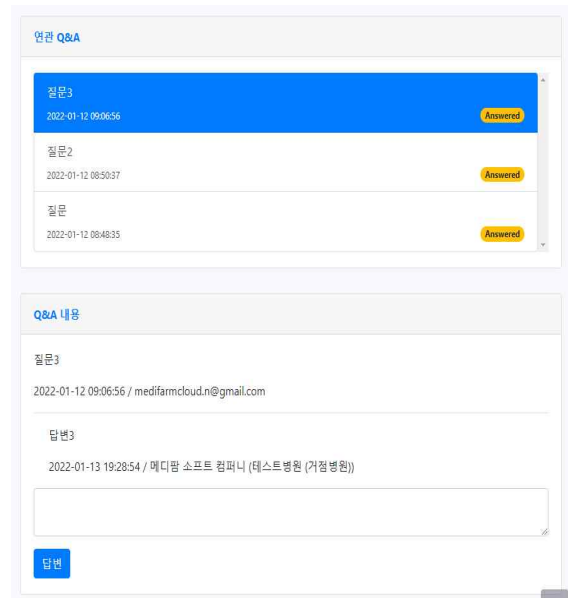 연관 Q&A
질문3
2022-01-12 09:06:56
Answered
질문2
2022-01-12 08:50:37
Answered
질문
2022-01-12 08:48:35
Answered
Q&A 내용
질문3
2022-01-12 09:06:56 / medifarmcloud.n@gmail.com
답변3
2022-01-13 19:28:54 / 메디팜 소프트 컴퍼니 (테스트병원 (거점병원))
답변